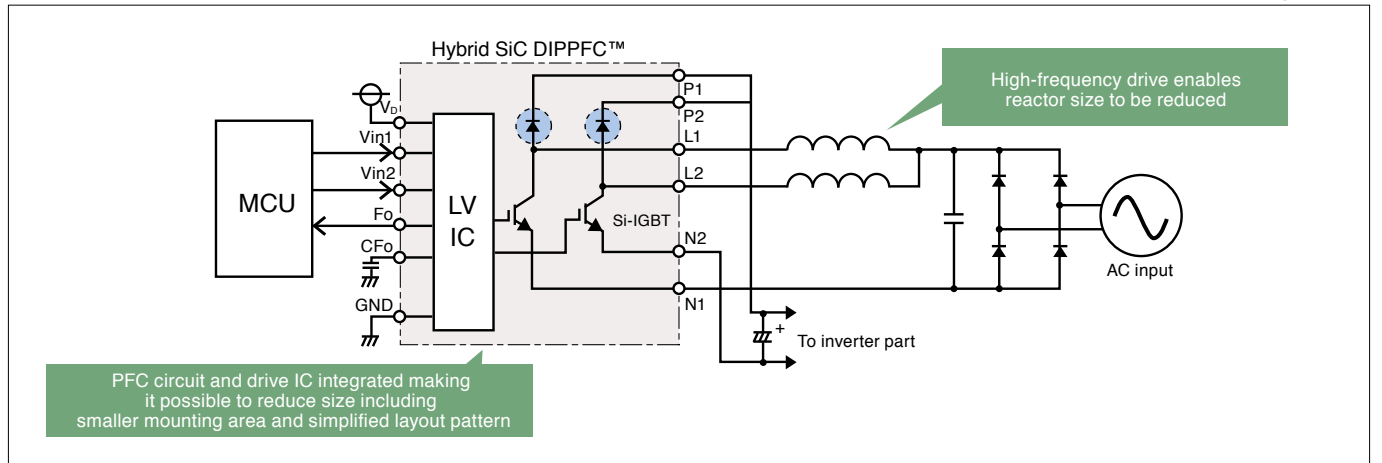 Hybrid SiC DIPPFC™
High-frequency drive enables
reactor size to be reduced
VD
Vin1
Vin2
Fo
CFo
GND
MCU
LV
IC
Si-IGBT
P1
P2
L1
L2
N2
N1
AC input
+
To inverter part
PFC circuit and drive IC integrated making
it possible to reduce size including
smaller mounting area and simplified layout pattern